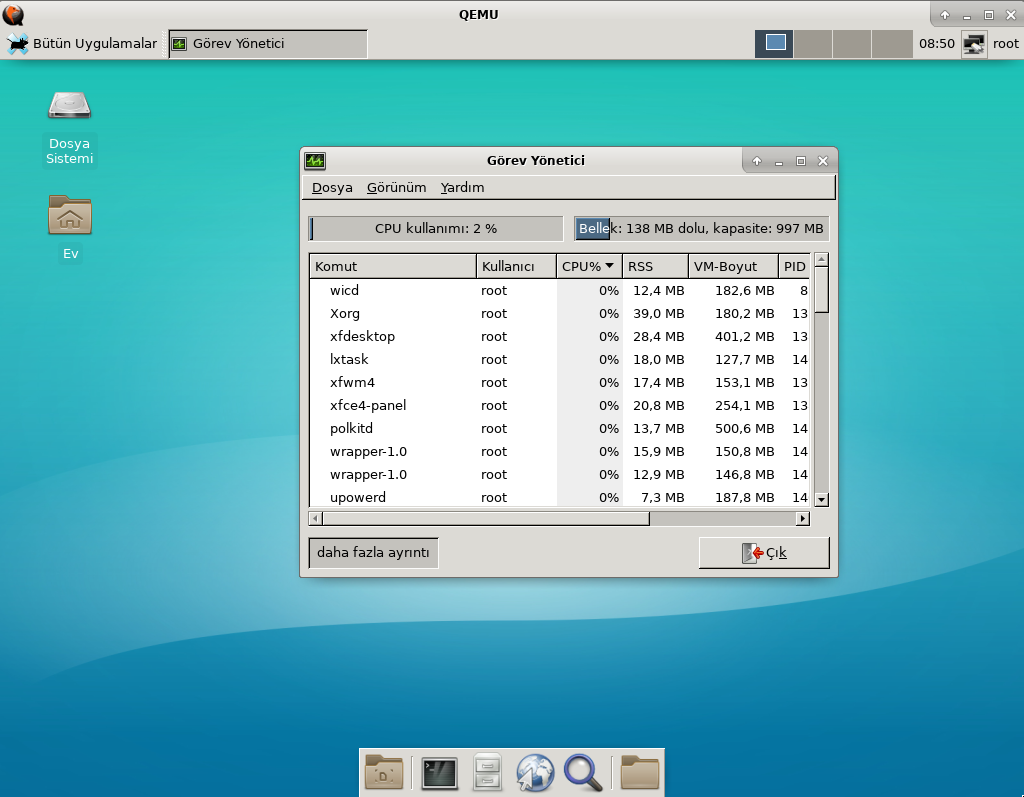 QEMU
Bütün Uygulamalar
Görev Yönetici
08:50
root
Dosya
Sistemi
Ev
Görev Yönetici
Dosya Görünüm Yardım
CPU kullanımı: 2 %
Bellek: 138 MB dolu, kapasite: 997 MB
Komut Kullanıcı CPU% RSS VM-Boyut PID
wicd root 0% 12,4 MB 182,6 MB 8
Xorg root 0% 39,0 MB 180,2 MB 13
xfdesktop root 0% 28,4 MB 401,2 MB 13
lxtask root 0% 18,0 MB 127,7 MB 14
xfwm4 root 0% 17,4 MB 153,1 MB 13
xfce4-panel root 0% 20,8 MB 254,1 MB 13
polkitd root 0% 13,7 MB 500,6 MB 14
wrapper-1.0 root 0% 15,9 MB 150,8 MB 14
wrapper-1.0 root 0% 12,9 MB 146,8 MB 14
upowerd root 0% 7,3 MB 187,8 MB 14
daha fazla ayrıntı
Çık